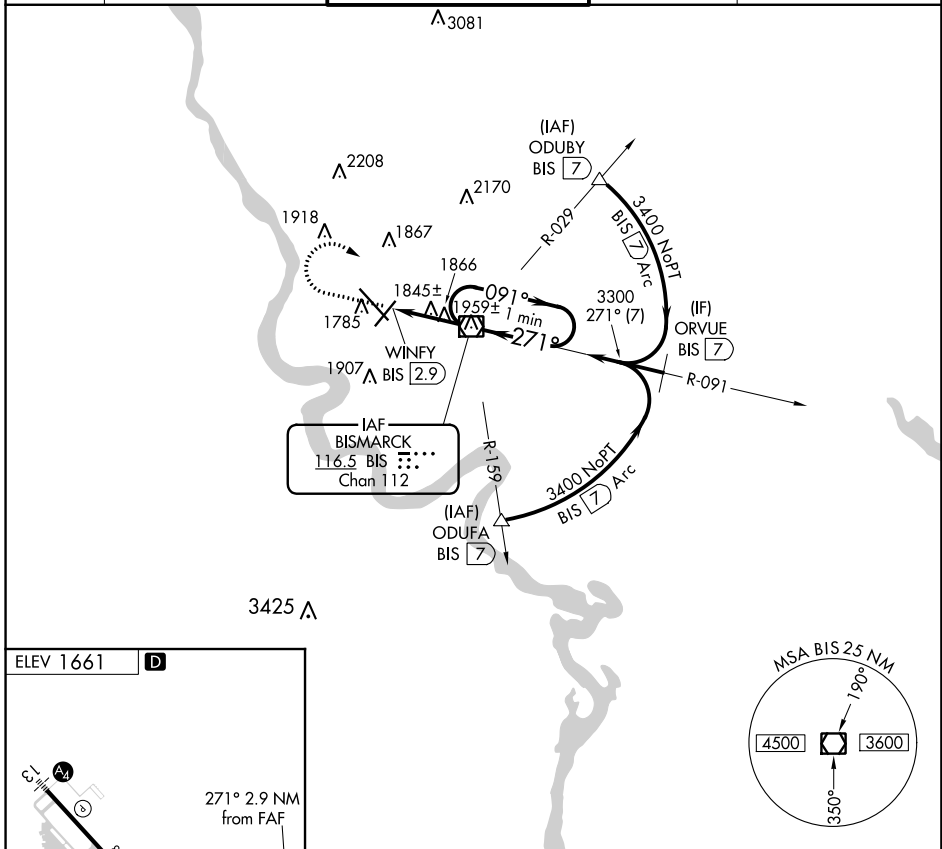 3081
(IAF)
ODUBY
BIS 7
2208
2170
3400 NoPT
BIS 7 Arc
R-029
1918
1867
1866
1845±
091°
1959± 1 min
271°
3300
271° (7)
(IF)
ORVUE
BIS 7
1785
WINFY
BIS 2.9
1907
R-091
IAF
BISMARCK
116.5 BIS
Chan 112
R-159
3400 NoPT
BIS 7 Arc
(IAF)
ODUFA
BIS 7
3425
ELEV 1661 D
MSA BIS 25 NM
190°
4500
3600
350°
13
A4
P
271° 2.9 NM
from FAF